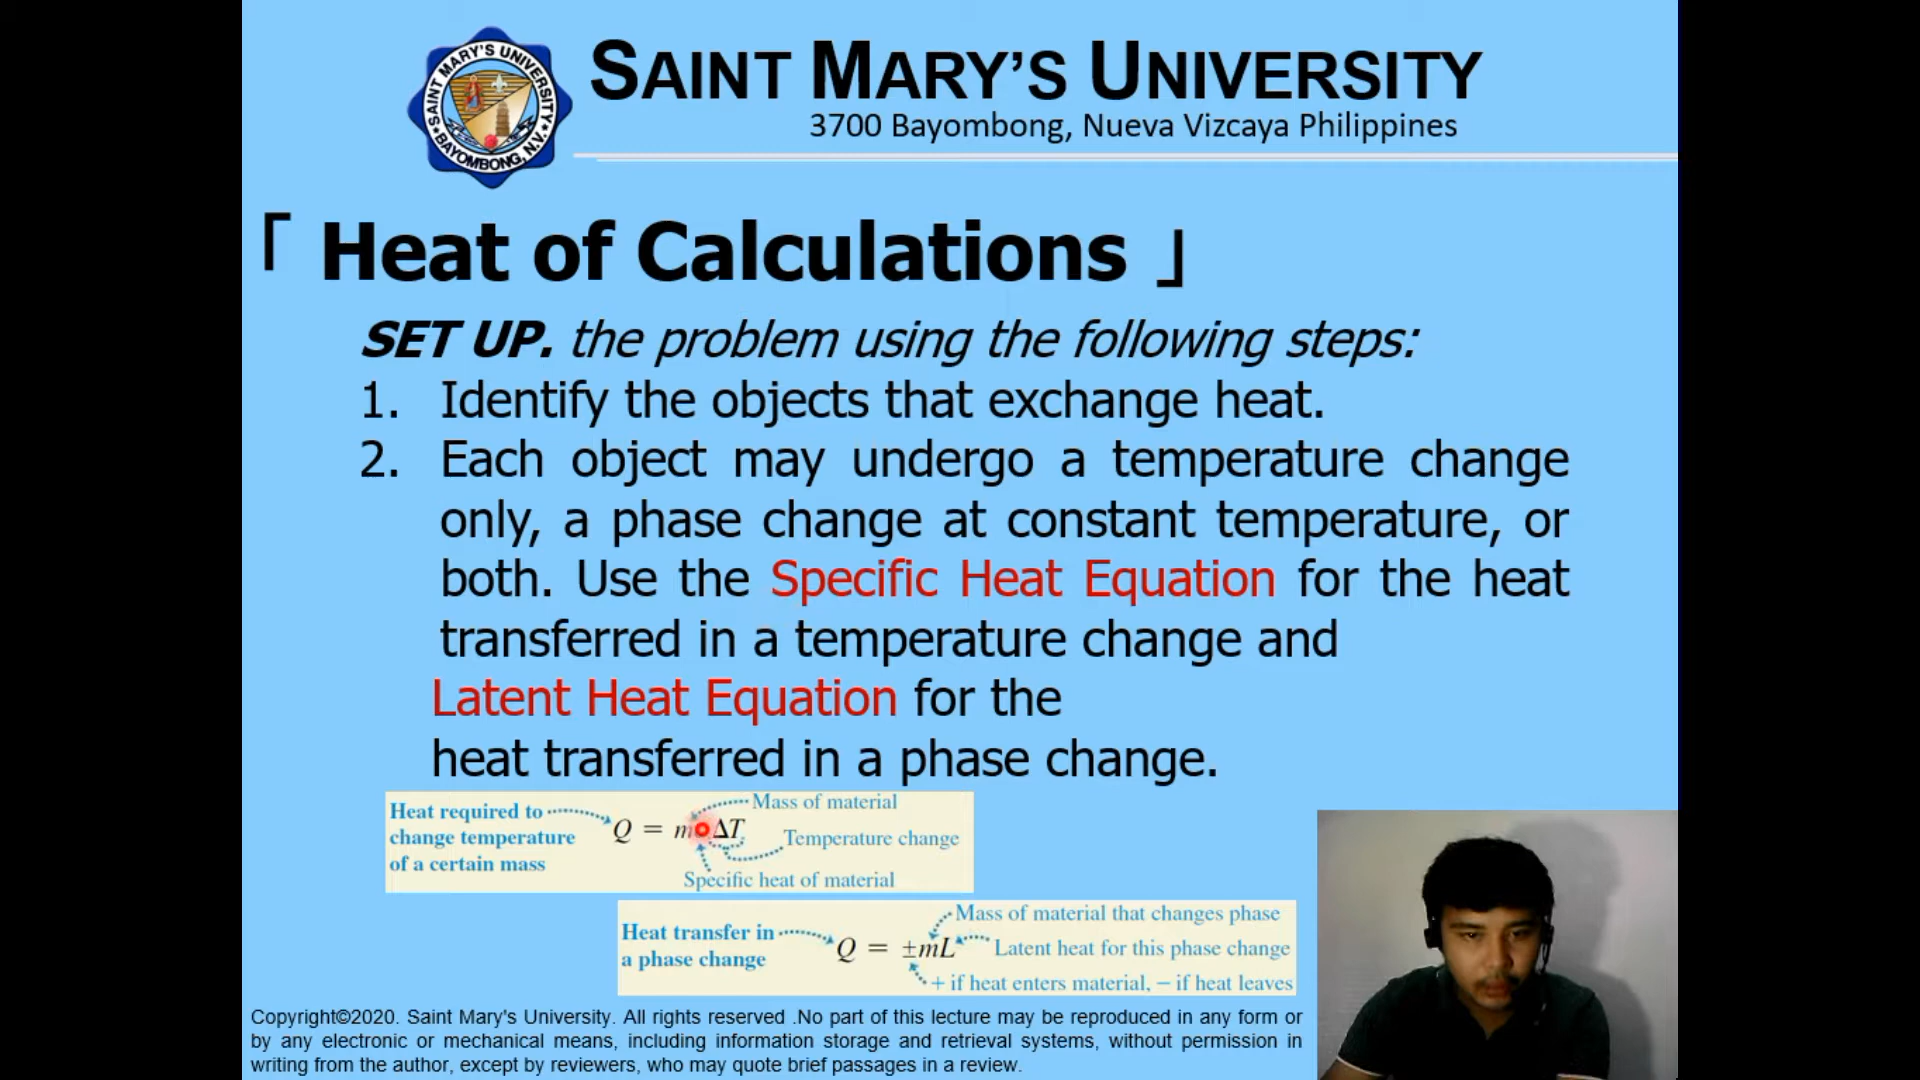 SAINT MARY'S UNIVERSITY
BAYOMBONG, N.V.
SAINT MARY'S UNIVERSITY
3700 Bayombong, Nueva Vizcaya Philippines
「 Heat of Calculations 」
SET UP. the problem using the following steps:
1. Identify the objects that exchange heat.
2. Each object may undergo a temperature change
only, a phase change at constant temperature, or
both. Use the Specific Heat Equation for the heat
transferred in a temperature change and
Latent Heat Equation for the
heat transferred in a phase change.
Heat required to
change temperature
of a certain mass
Q = m ΔT
Mass of material
Temperature change
Specific heat of material
Heat transfer in
a phase change
Q = ±mL
Mass of material that changes phase
Latent heat for this phase change
+ if heat enters material, − if heat leaves
Copyright©2020. Saint Mary's University. All rights reserved .No part of this lecture may be reproduced in any form or
by any electronic or mechanical means, including information storage and retrieval systems, without permission in
writing from the author, except by reviewers, who may quote brief passages in a review.